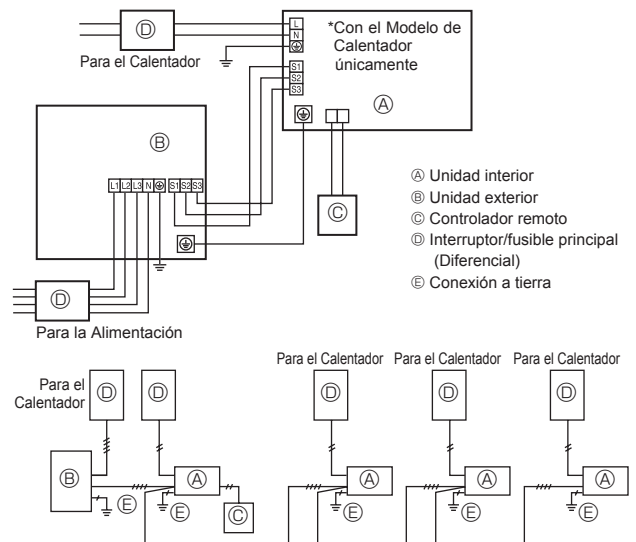 Ⓓ
L
N
*Con el Modelo de
Calentador
únicamente
Para el Calentador
S1
S2
S3
Ⓐ
Ⓑ
L1 L2 L3 N S1 S2 S3
Ⓒ
Ⓐ Unidad interior
Ⓑ Unidad exterior
Ⓒ Controlador remoto
Ⓓ Interruptor/fusible principal
(Diferencial)
Ⓔ Conexión a tierra
Ⓓ
Para la Alimentación
Para el Calentador Para el Calentador Para el Calentador
Para el
Calentador
Ⓓ Ⓓ Ⓓ Ⓓ Ⓓ
Ⓑ Ⓐ Ⓐ Ⓐ Ⓐ
Ⓔ Ⓔ Ⓒ Ⓔ Ⓔ Ⓔ